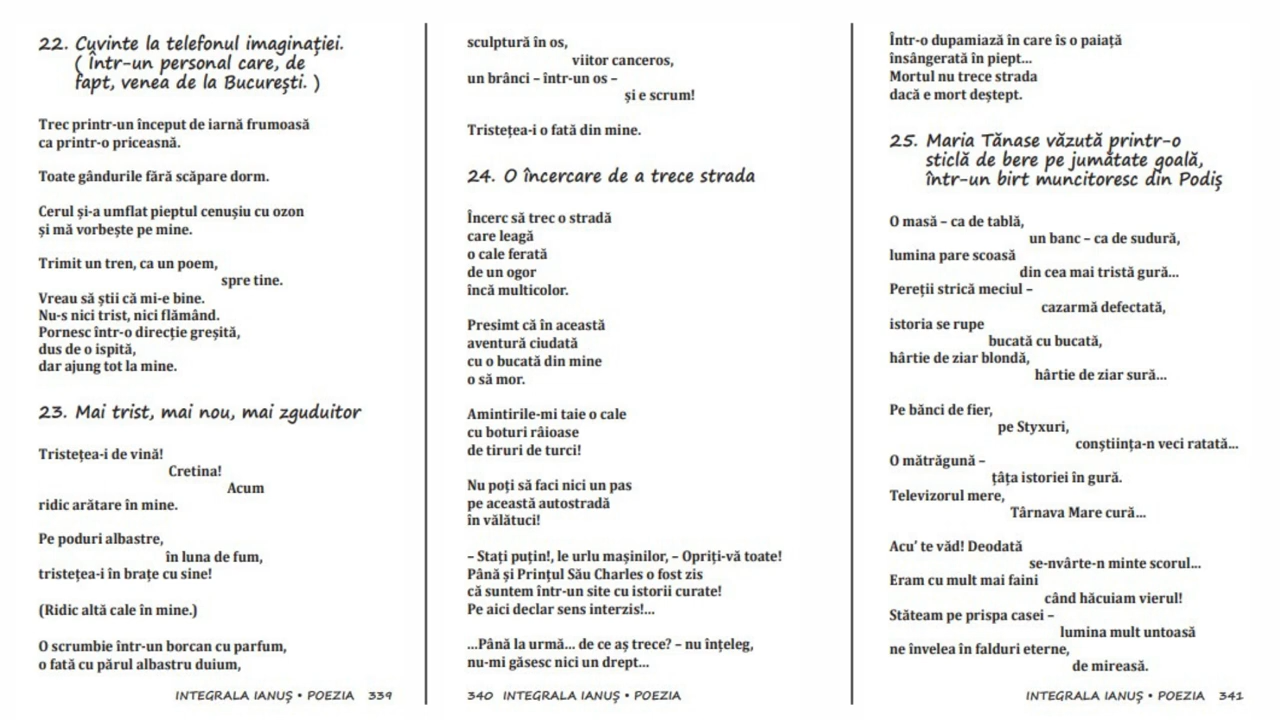 22. Cuvinte la telefonul imaginației.
( Într-un personal care, de
fapt, venea de la București. )
Trec printr-un început de iarnă frumoasă
ca printr-o priceasnă.
Toate gândurile fără scăpare dorm.
Cerul și-a umflat pieptul cenușiu cu ozon
și mă vorbește pe mine.
Trimit un tren, ca un poem,
spre tine.
Vreau să știi că mi-e bine.
Nu-s nici trist, nici flămând.
Pornesc într-o direcție greșită,
dus de o ispită,
dar ajung tot la mine.
23. Mai trist, mai nou, mai zguduitor
Tristețea-i de vină!
Cretina!
Acum
ridic arătare în mine.
Pe poduri albastre,
în luna de fum,
tristețea-i în brațe cu sine!
(Ridic altă cale în mine.)
O scrumbie într-un borcan cu parfum,
o fată cu părul albastru duium,
INTEGRALA IANUȘ • POEZIA 339
sculptură în os,
viitor canceros,
un brânci – într-un os –
și e scrum!
Tristețea-i o fată din mine.
24. O încercare de a trece strada
Încerc să trec o stradă
care leagă
o cale ferată
de un ogor
încă multicolor.
Presimt că în această
aventură ciudată
cu o bucată din mine
o să mor.
Amintirile-mi taie o cale
cu boturi râioase
de tiruri de turci!
Nu poți să faci nici un pas
pe această autostradă
în vălătuci!
– Stați puțin!, le urlu mașinilor, – Opriți-vă toate!
Până și Prințul Său Charles o fost zis
că suntem într-un site cu istorii curate!
Pe aici declar sens interzis!...
...Până la urmă... de ce aș trece? – nu înțeleg,
nu-mi găsesc nici un drept...
340 INTEGRALA IANUȘ • POEZIA
Într-o dupamiază în care îs o paiață
însângerată în piept...
Mortul nu trece strada
dacă e mort deștept.
25. Maria Tănase văzută printr-o
sticlă de bere pe jumătate goală,
într-un birt muncitoresc din Podiș
O masă – ca de tablă,
un banc – ca de sudură,
lumina pare scoasă
din cea mai tristă gură...
Pereții strică meciul –
cazarmă defectată,
istoria se rupe
bucată cu bucată,
hârtie de ziar blondă,
hârtie de ziar sură...
Pe bănci de fier,
pe Styxuri,
conștiința-n veci ratată...
O mătrăgună –
țâța istoriei în gură.
Televizorul mere,
Târnava Mare cură...
Acu' te văd! Deodată
se-nvârte-n minte scorul...
Eram cu mult mai faini
când hăcuiam vierul!
Stăteam pe prispa casei –
lumina mult untoasă
ne învelea în falduri eterne,
de mireasă.
INTEGRALA IANUȘ • POEZIA 341